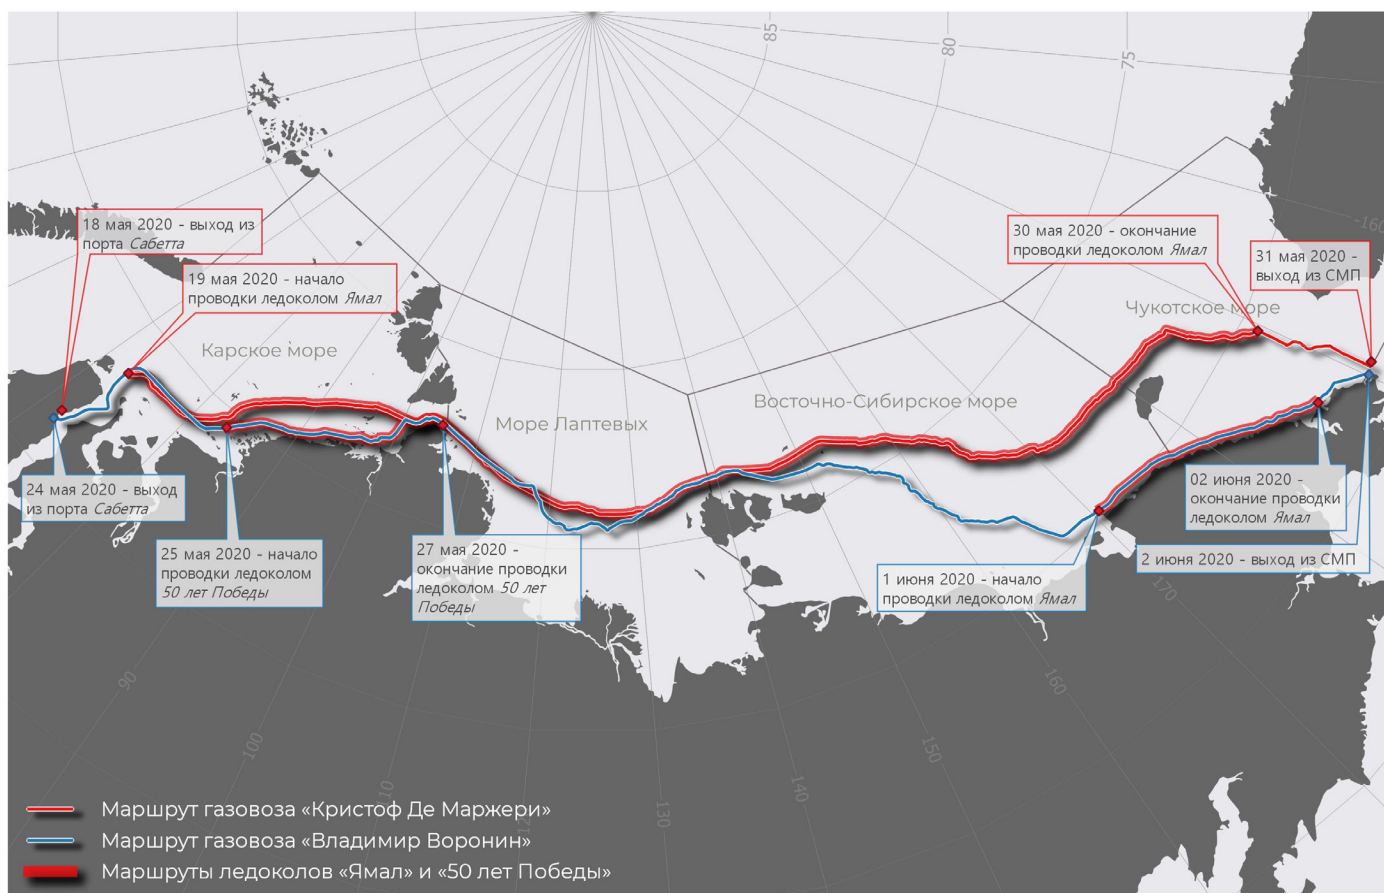 85
80
75
-160
18 мая 2020 - выход из
порта Сабетта
19 мая 2020 - начало
проводки ледоколом Ямал
30 мая 2020 - окончание
проводки ледоколом Ямал
31 мая 2020 -
выход из СМП
Чукотское море
Карское море
Восточно-Сибирское море
Море Лаптевых
24 мая 2020 - выход
из порта Сабетта
25 мая 2020 - начало
проводки ледоколом
50 лет Победы
27 мая 2020 -
окончание проводки
ледоколом 50 лет
Победы
1 июня 2020 - начало
проводки ледоколом Ямал
02 июня 2020 -
окончание проводки
ледоколом Ямал
2 июня 2020 - выход из СМП
90
100
110
120
130
140
150
160
170
Маршрут газовоза «Кристоф Де Маржери»
Маршрут газовоза «Владимир Воронин»
Маршруты ледоколов «Ямал» и «50 лет Победы»